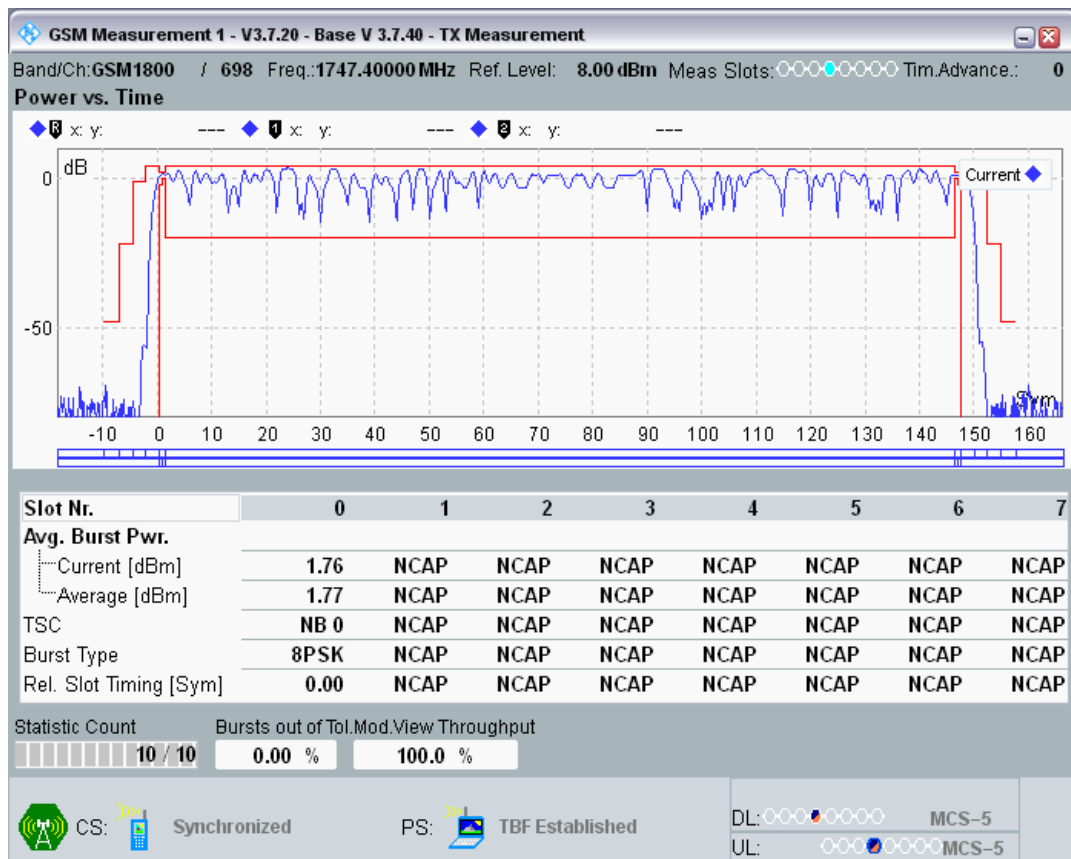 GSM Measurement 1 - V3.7.20 - Base V 3.7.40 - TX Measurement
Band/Ch:GSM1800 / 698 Freq.:1747.40000 MHz Ref. Level: 8.00 dBm Meas Slots: Tim.Advance.: 0
Power vs. Time
R x: y: --- 1 x: y: --- 2 x: y: ---
dB
Current
0
-50
Sym
-10 0 10 20 30 40 50 60 70 80 90 100 110 120 130 140 150 160
Slot Nr. 0 1 2 3 4 5 6 7
Avg. Burst Pwr.
Current [dBm] 1.76 NCAP NCAP NCAP NCAP NCAP NCAP NCAP
Average [dBm] 1.77 NCAP NCAP NCAP NCAP NCAP NCAP NCAP
TSC NB 0 NCAP NCAP NCAP NCAP NCAP NCAP NCAP
Burst Type 8PSK NCAP NCAP NCAP NCAP NCAP NCAP NCAP
Rel. Slot Timing [Sym] 0.00 NCAP NCAP NCAP NCAP NCAP NCAP NCAP
Statistic Count Bursts out of Tol.Mod.View Throughput
10 / 10 0.00 % 100.0 %
CS: Synchronized PS: TBF Established
DL: MCS-5
UL: MCS-5